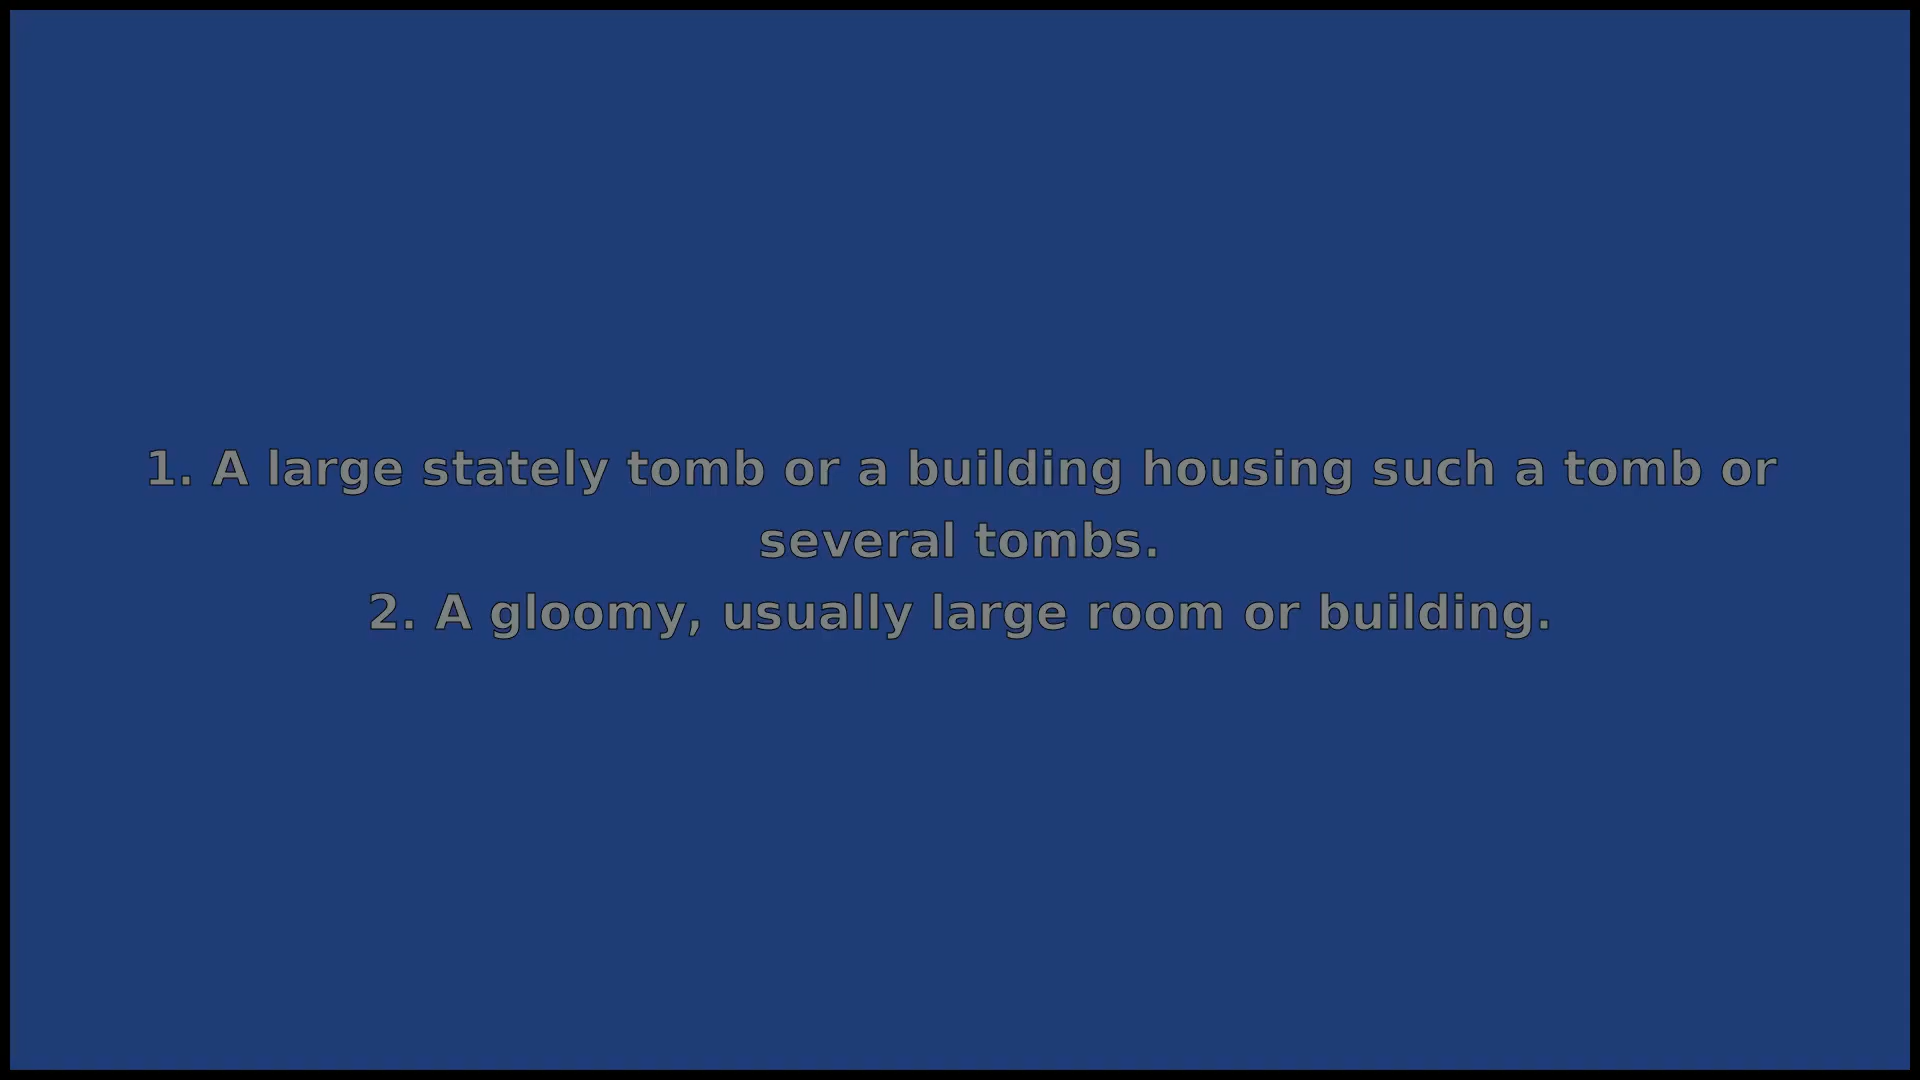 1. A large stately tomb or a building housing such a tomb or
several tombs.
2. A gloomy, usually large room or building.